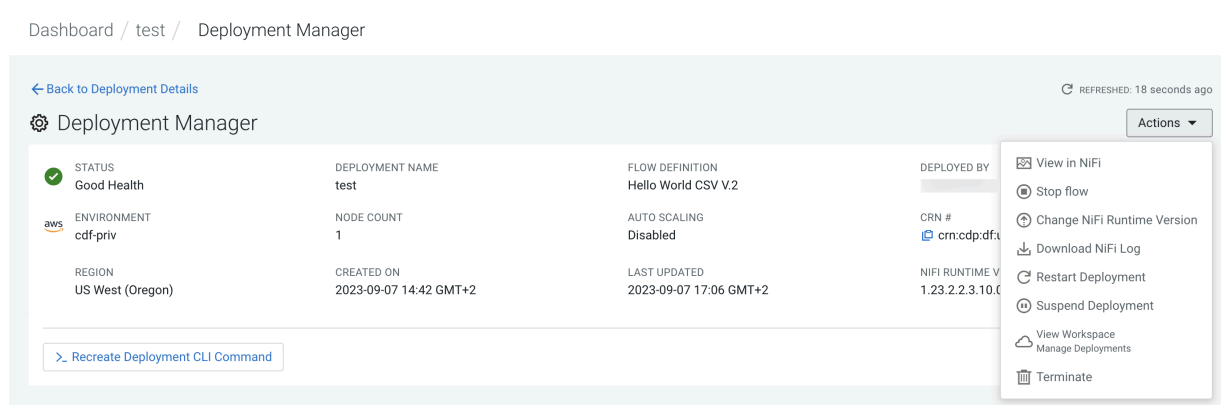 Dashboard / test / Deployment Manager
Back to Deployment Details
REFRESHED: 18 seconds ago
Deployment Manager
Actions
STATUS
Good Health
DEPLOYMENT NAME
test
FLOW DEFINITION
Hello World CSV V.2
DEPLOYED BY
aws
ENVIRONMENT
cdf-priv
NODE COUNT
1
AUTO SCALING
Disabled
CRN #
crn:cdp:df:u
REGION
US West (Oregon)
CREATED ON
2023-09-07 14:42 GMT+2
LAST UPDATED
2023-09-07 17:06 GMT+2
NIFI RUNTIME V
1.23.2.2.3.10.0
>_ Recreate Deployment CLI Command
View in NiFi
Stop flow
Change NiFi Runtime Version
Download NiFi Log
Restart Deployment
Suspend Deployment
View Workspace
Manage Deployments
Terminate